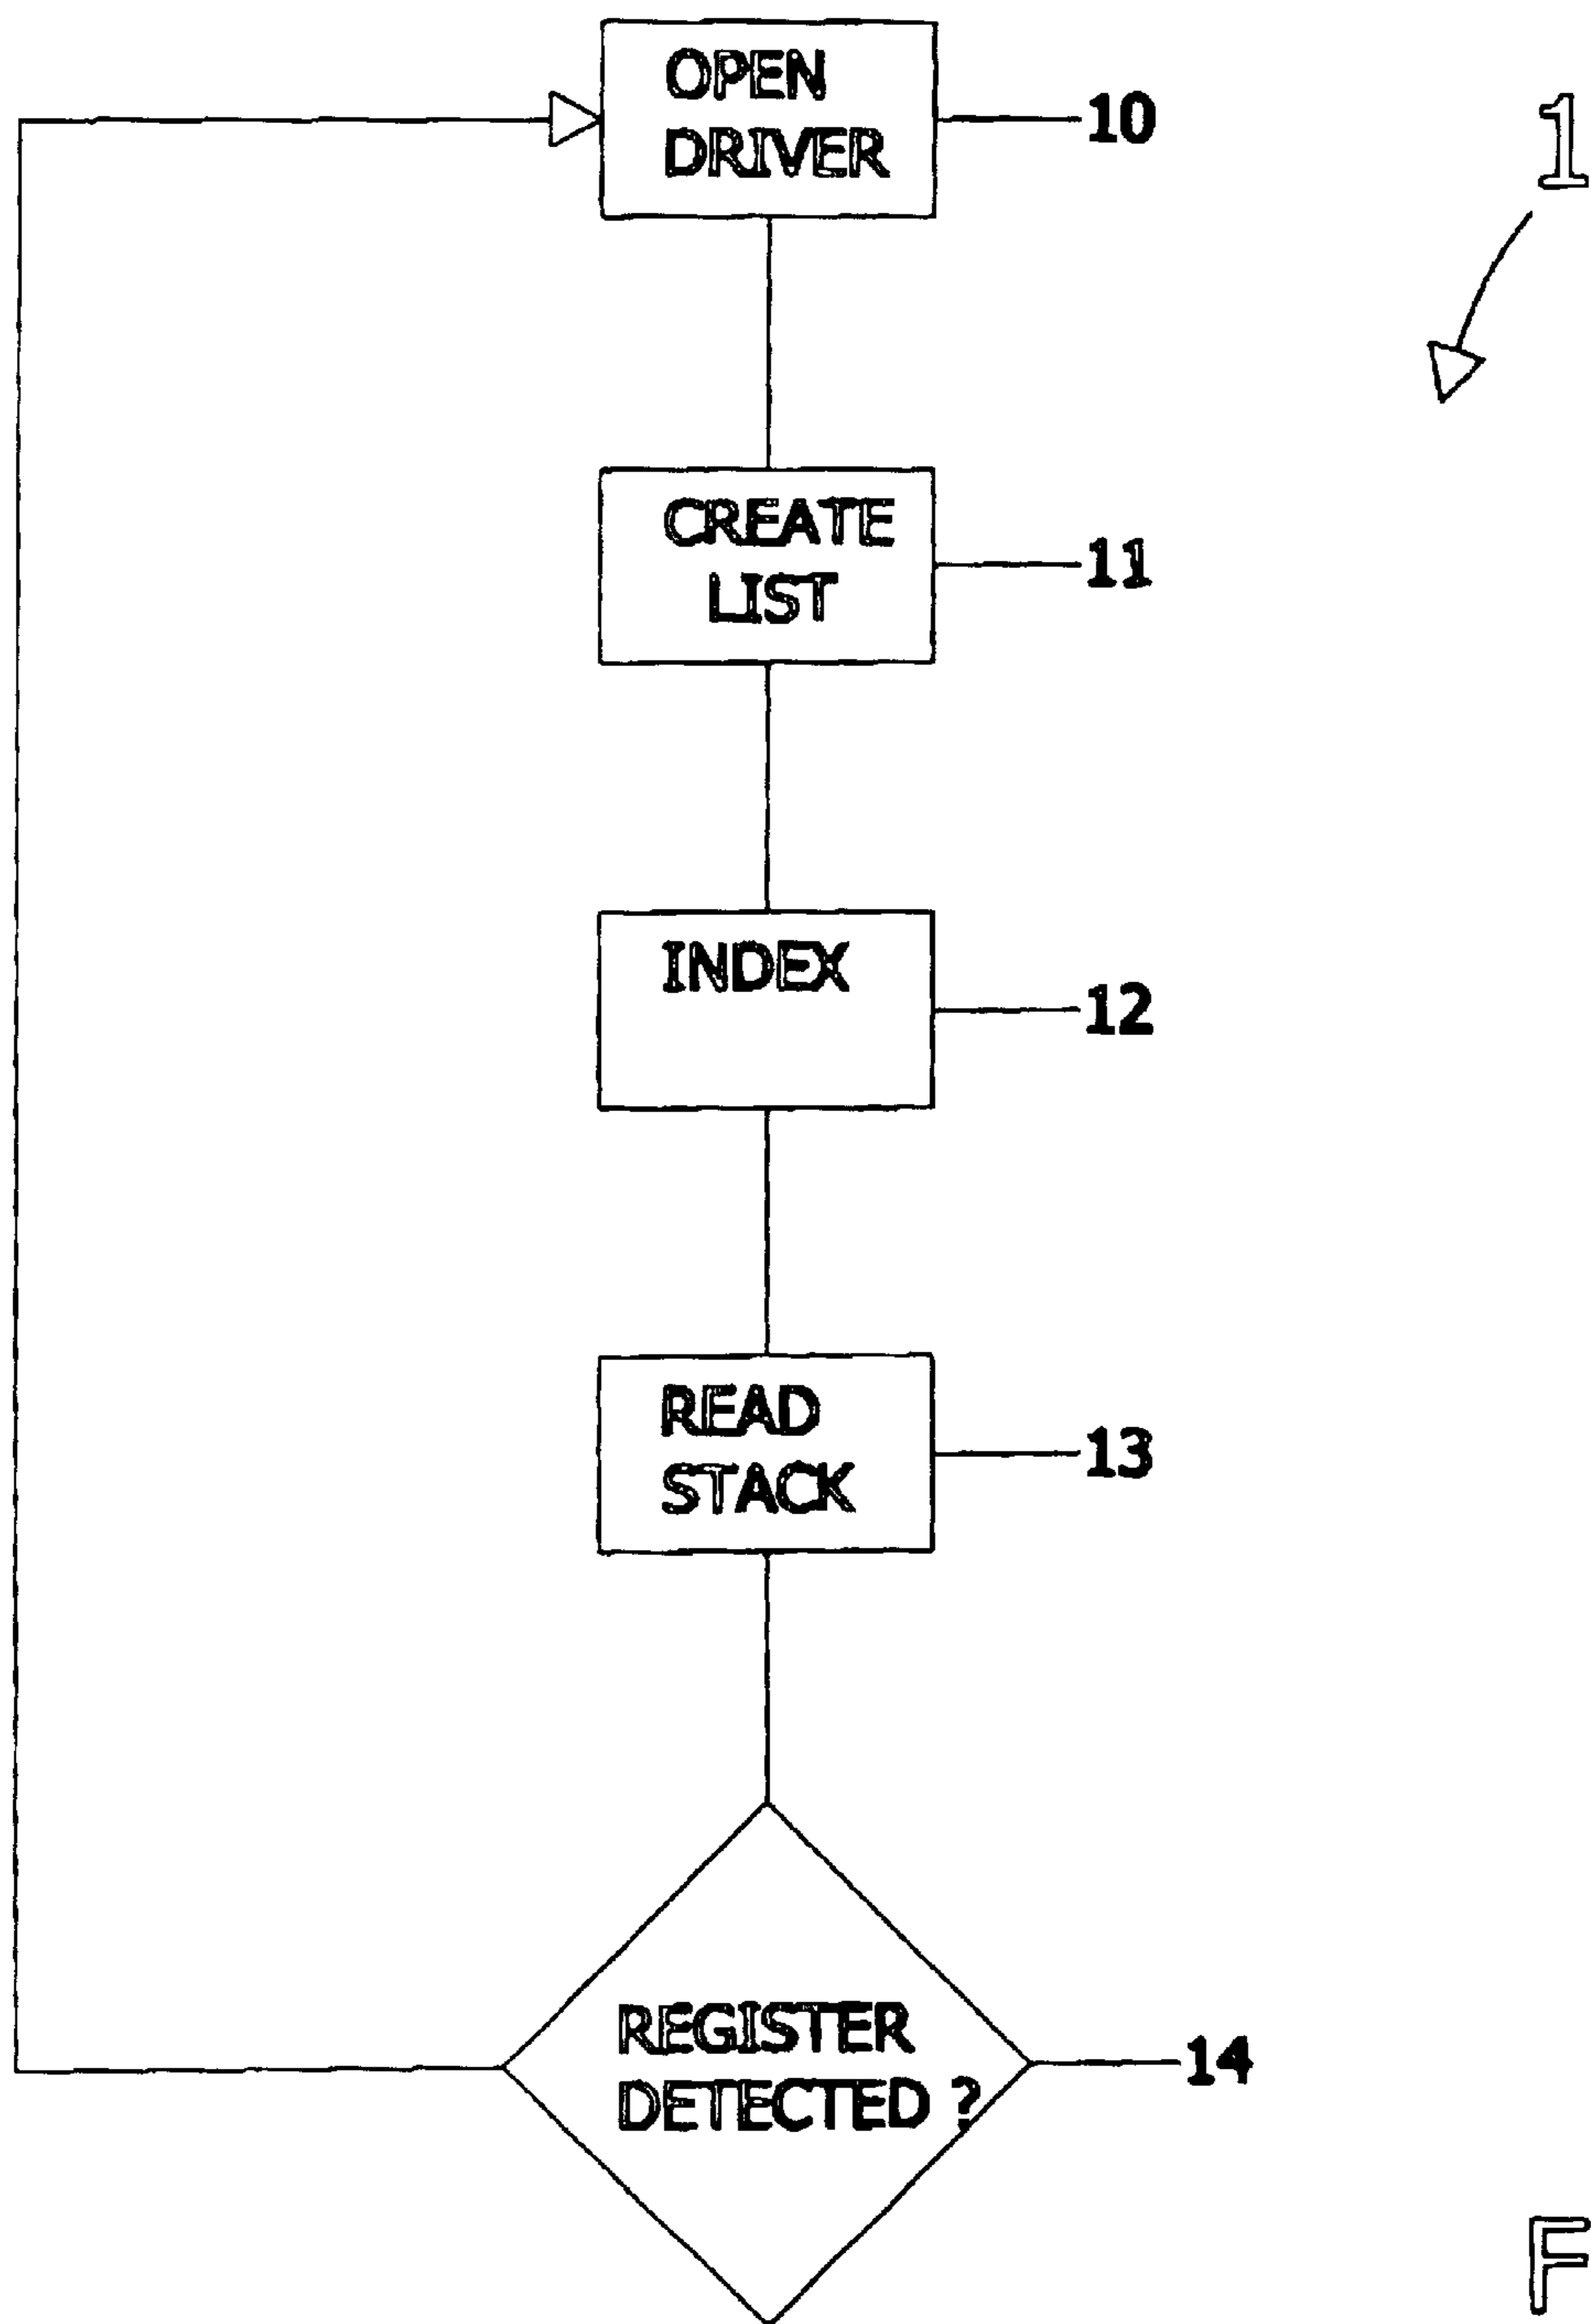 OPEN
DRIVER
10
1
CREATE
LIST
11
INDEX
12
READ
STACK
13
REGISTER
DETECTED ?
14
F